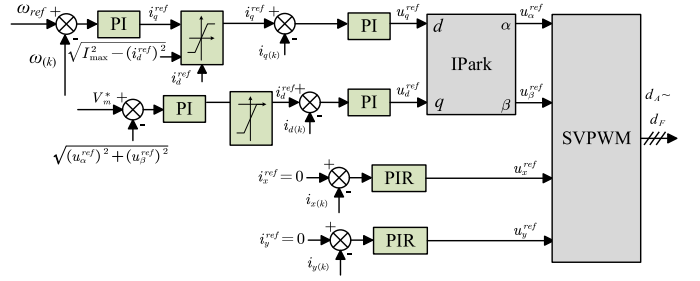 ω_ref + - PI i_q^ref i_q^ref + - PI u_q^ref d α u_α^ref
ω_(k) √(I_max^2 − (i_d^ref)^2) i_d^ref i_q(k) IPark
V_m^* + - PI i_d^ref + - PI u_d^ref q β u_β^ref
√((u_α^ref)^2 + (u_β^ref)^2) i_d(k)
SVPWM d_A ~ d_F
i_x^ref = 0 + - PIR u_x^ref
i_x(k)
i_y^ref = 0 + - PIR u_y^ref
i_y(k)